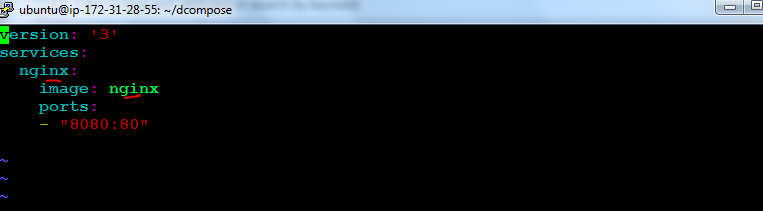 ubuntu@ip-172-31-28-55: ~/dcompose
version: '3'
services:
  nginx:
    image: nginx
    ports:
    - "8080:80"
~
~
~